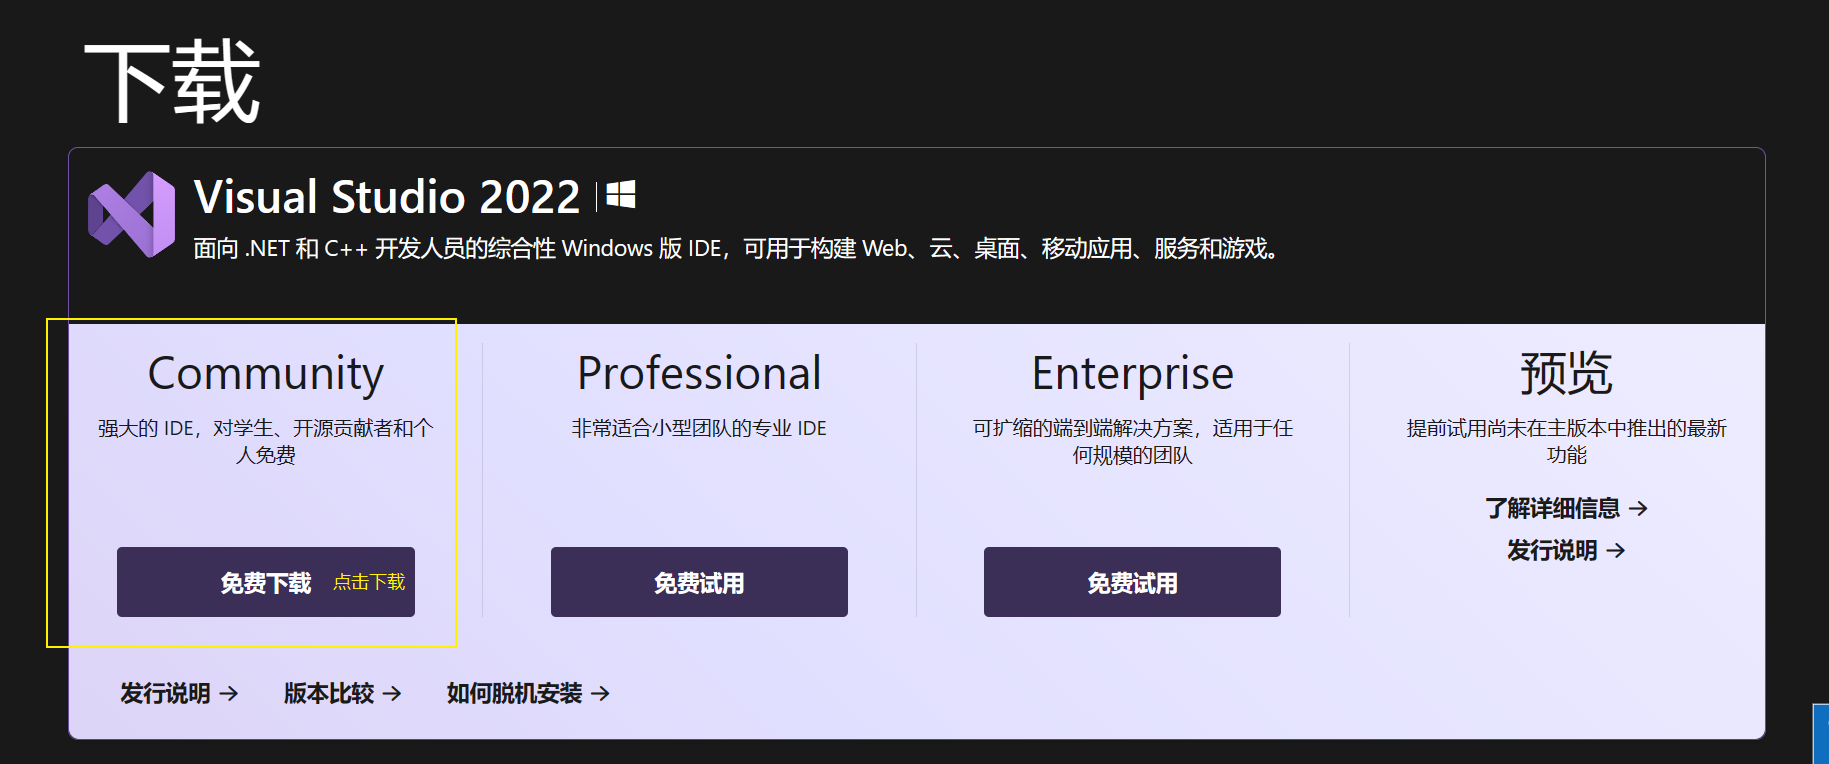 下载
Visual Studio 2022
面向 .NET 和 C++ 开发人员的综合性 Windows 版 IDE，可用于构建 Web、云、桌面、移动应用、服务和游戏。
Community
强大的 IDE，对学生、开源贡献者和个
人免费
免费下载 点击下载
Professional
非常适合小型团队的专业 IDE
免费试用
Enterprise
可扩缩的端到端解决方案，适用于任
何规模的团队
免费试用
预览
提前试用尚未在主版本中推出的最新
功能
了解详细信息 →
发行说明 →
发行说明 → 版本比较 → 如何脱机安装 →